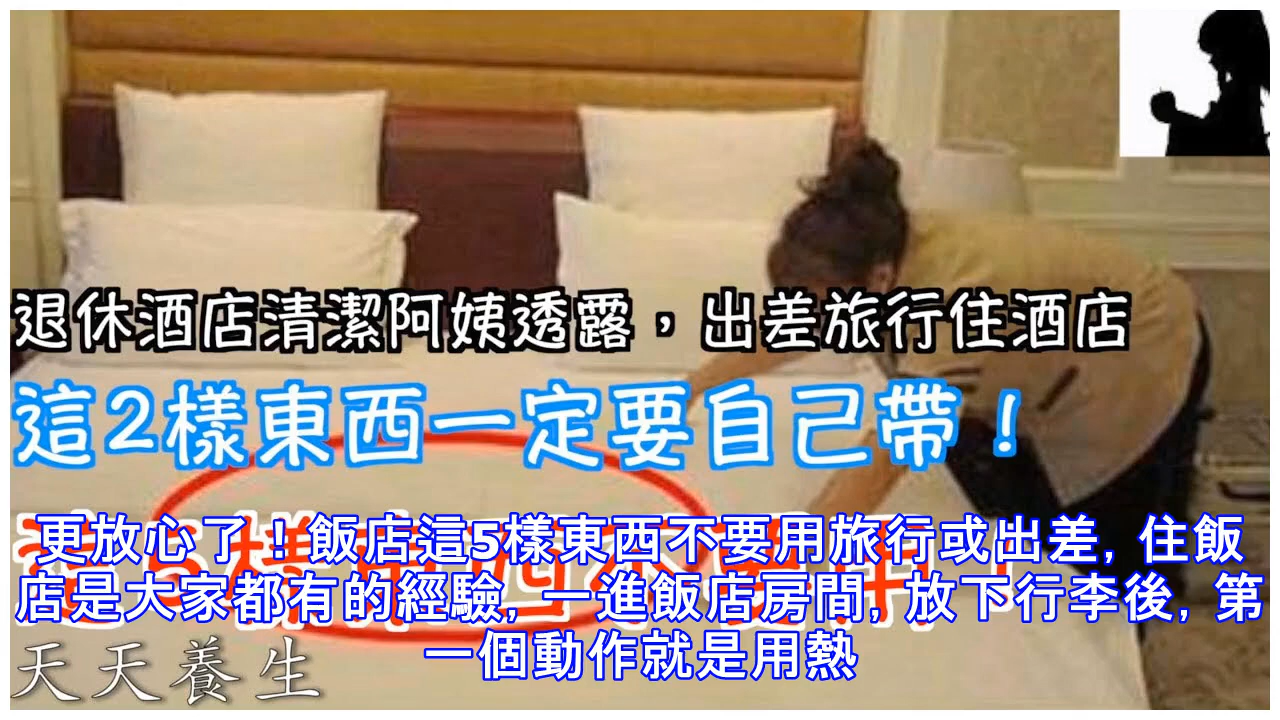 退休酒店清潔阿姨透露，出差旅行住酒店
這2樣東西一定要自己帶！
更放心了！飯店這5樣東西不要用旅行或出差, 住飯
店是大家都有的經驗, 一進飯店房間, 放下行李後, 第
一個動作就是用熱
天天養生